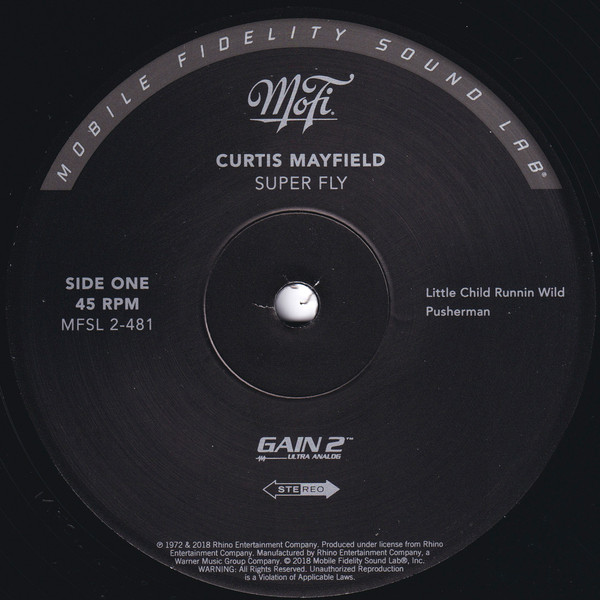 MOBILE FIDELITY SOUND LAB®
MoFi®
CURTIS MAYFIELD
SUPER FLY
SIDE ONE
45 RPM
MFSL 2-481
Little Child Runnin Wild
Pusherman
GAIN 2™
ULTRA ANALOG
STEREO
℗ 1972 & 2018 Rhino Entertainment Company. Produced under license from Rhino
Entertainment Company. Manufactured by Rhino Entertainment Company, a
Warner Music Group Company. © 2018 Mobile Fidelity Sound Lab®, Inc.
WARNING: All Rights Reserved. Unauthorized Reproduction
is a Violation of Applicable Laws.